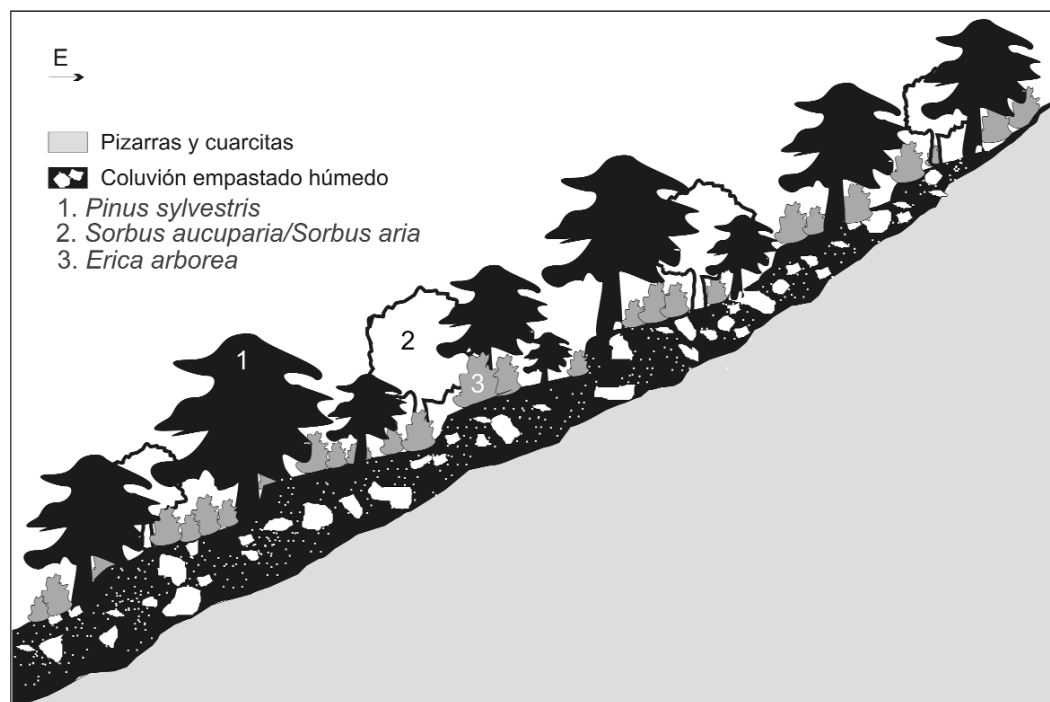 E
Pizarras y cuarcitas
Coluvión empastado húmedo
1. Pinus sylvestris
2. Sorbus aucuparia/Sorbus aria
3. Erica arborea
1
2
3